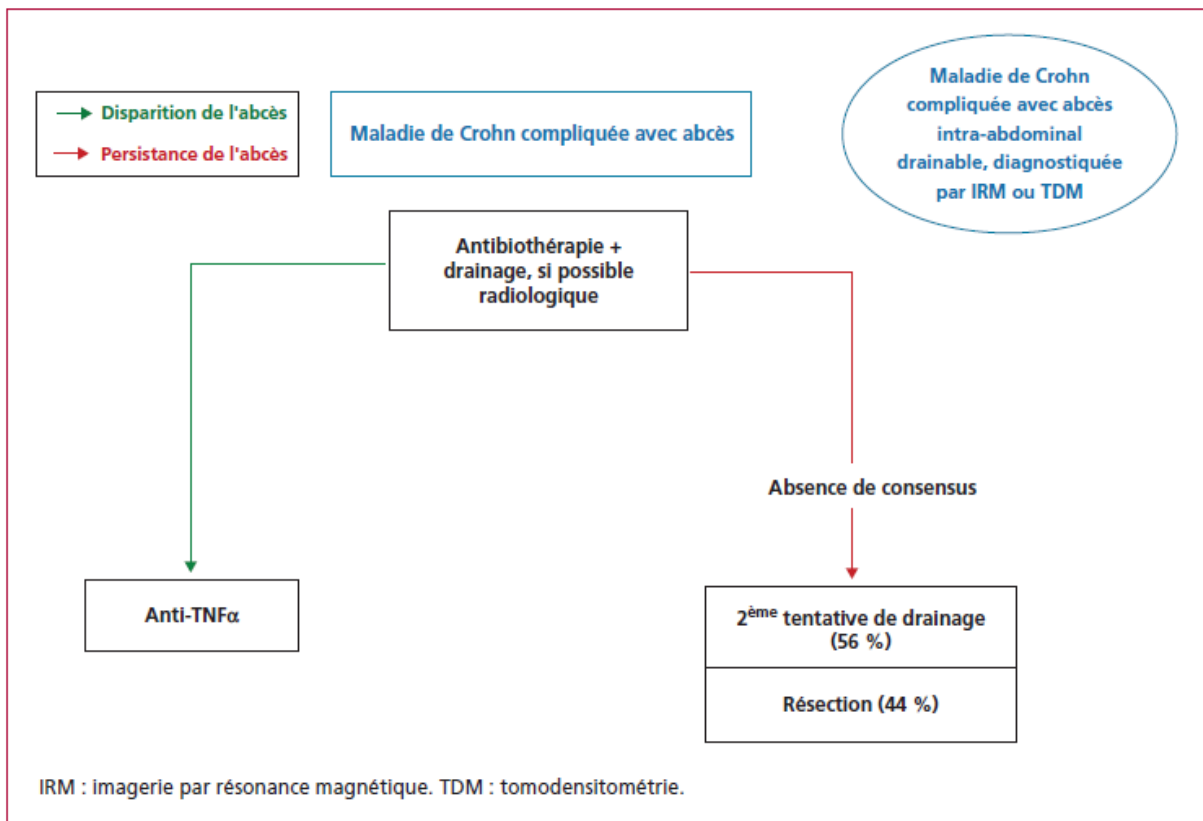 Disparition de l'abcès
Persistance de l'abcès
Maladie de Crohn compliquée avec abcès
Maladie de Crohn
compliquée avec abcès
intra-abdominal
drainable, diagnostiquée
par IRM ou TDM
Antibiothérapie +
drainage, si possible
radiologique
Absence de consensus
Anti-TNFα
2ème tentative de drainage
(56 %)
Résection (44 %)
IRM : imagerie par résonance magnétique. TDM : tomodensitométrie.